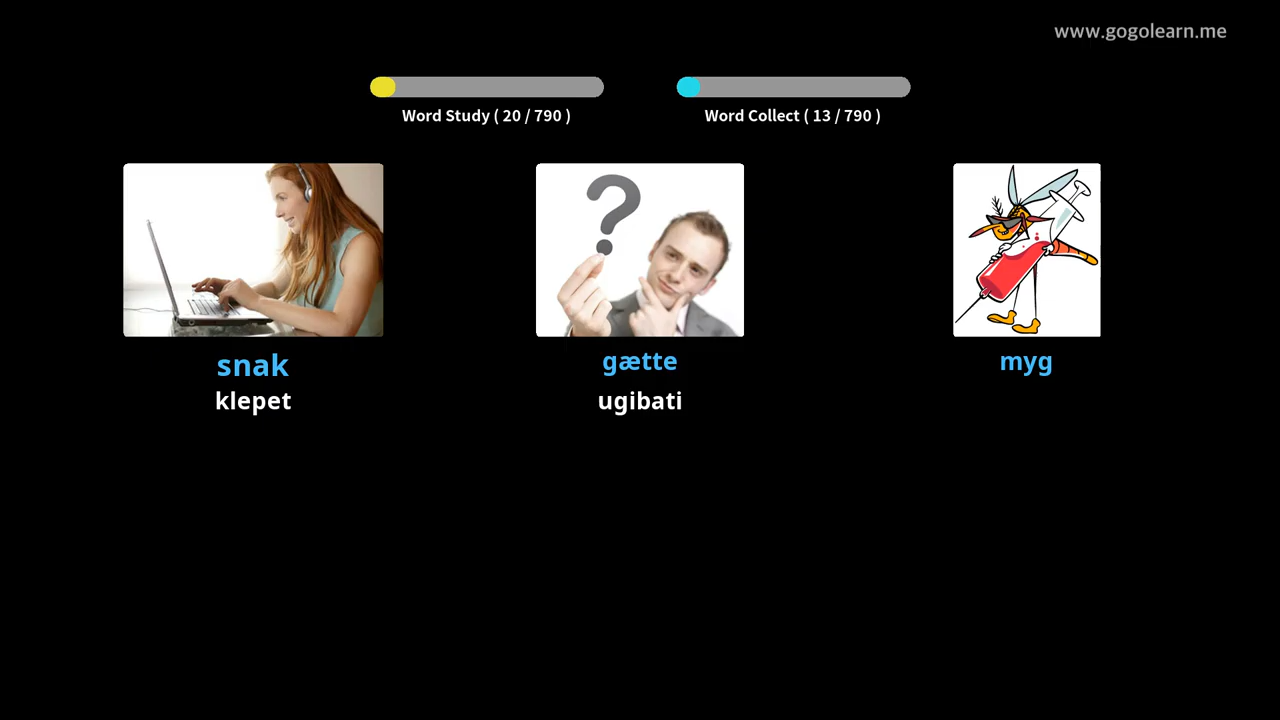 www.gogolearn.me
Word Study ( 20 / 790 )
Word Collect ( 13 / 790 )
snak
klepet
gætte
ugibati
myg